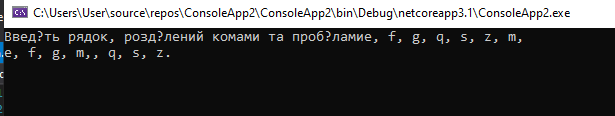 C:\Users\User\source\repos\ConsoleApp2\ConsoleApp2\bin\Debug\netcoreapp3.1\ConsoleApp2.exe
Введ?ть рядок, розд?лений комами та проб?ламиe, f, g, q, s, z, m,
e, f, g, m,, q, s, z.